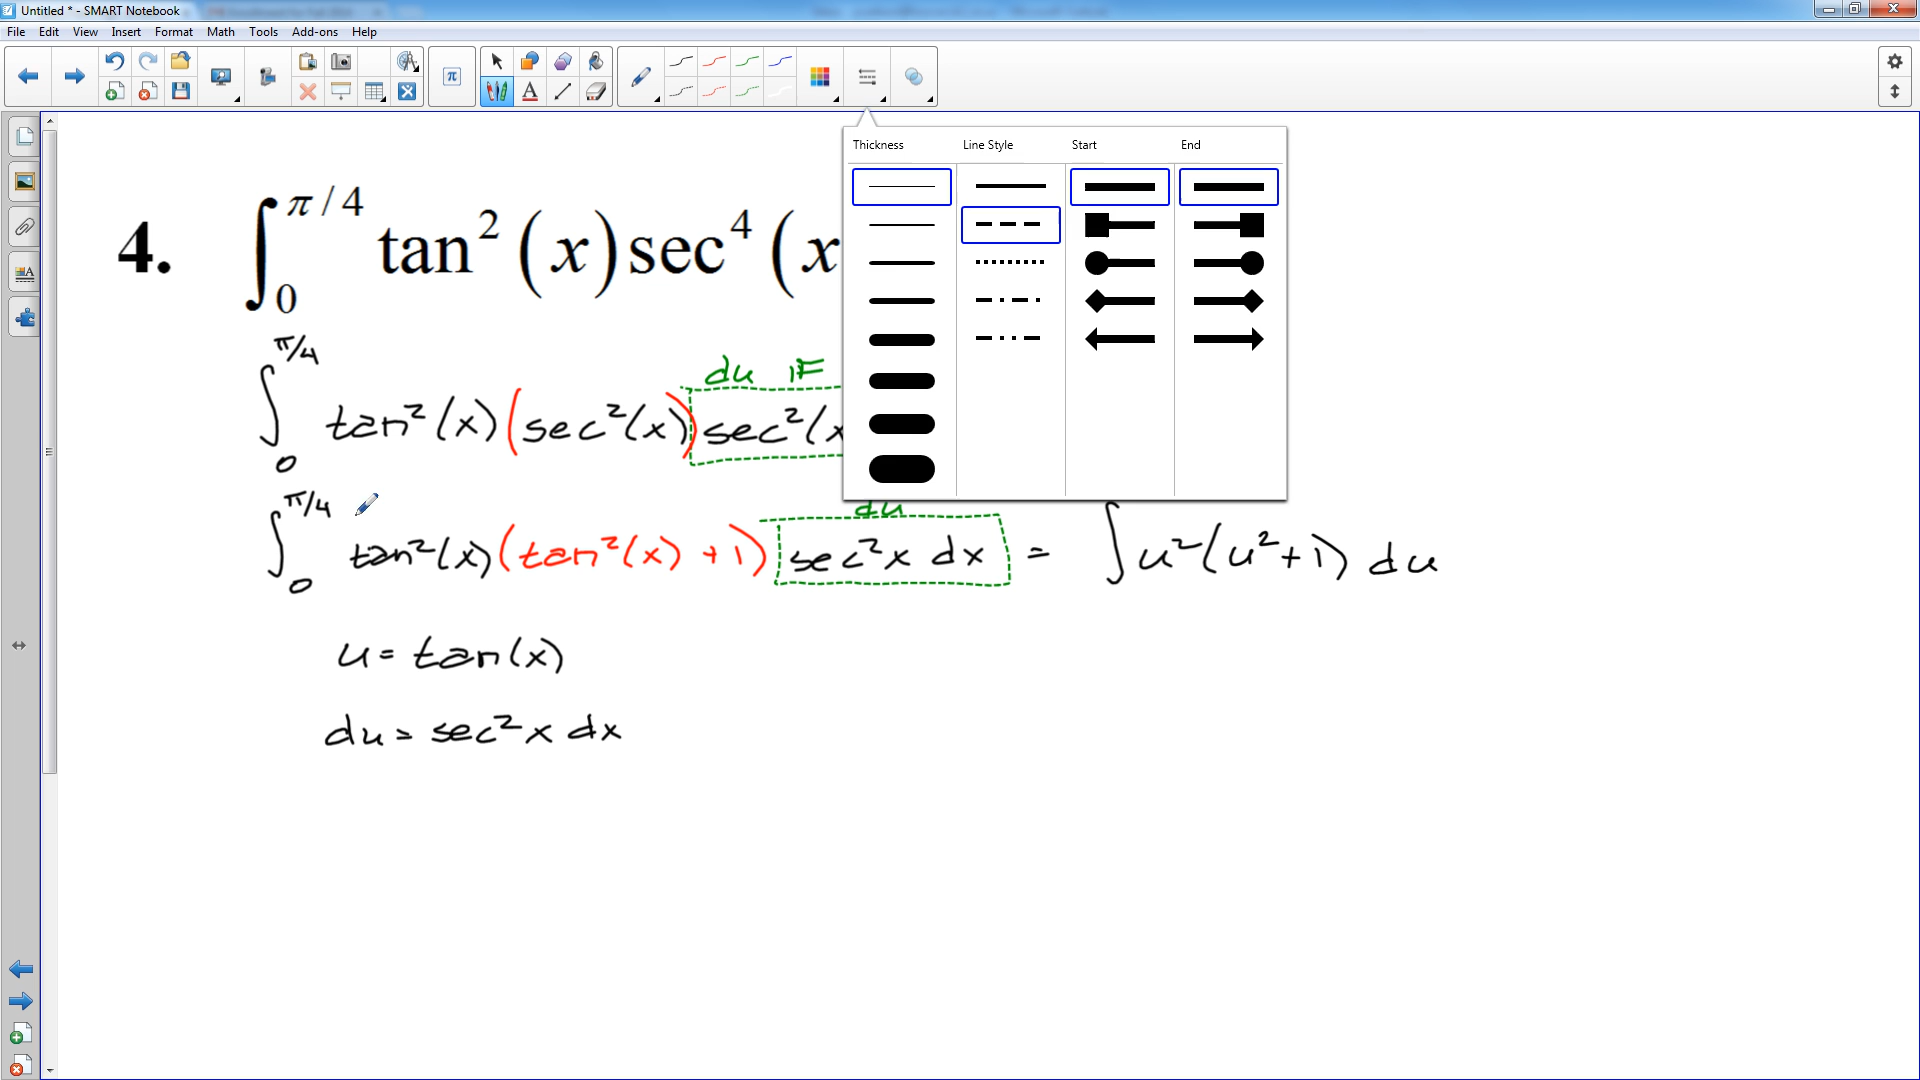 Untitled * - SMART Notebook
File Edit View Insert Format Math Tools Add-ons Help
Thickness Line Style Start End
4. ∫₀^{π/4} tan² (x) sec⁴ (x
du IF
∫₀^{π/4} tan²(x) (sec²(x)) sec²(x
du
∫₀^{π/4} tan²(x) (tan²(x) + 1) sec²x dx = ∫ u²(u²+1) du
u = tan(x)
du = sec²x dx